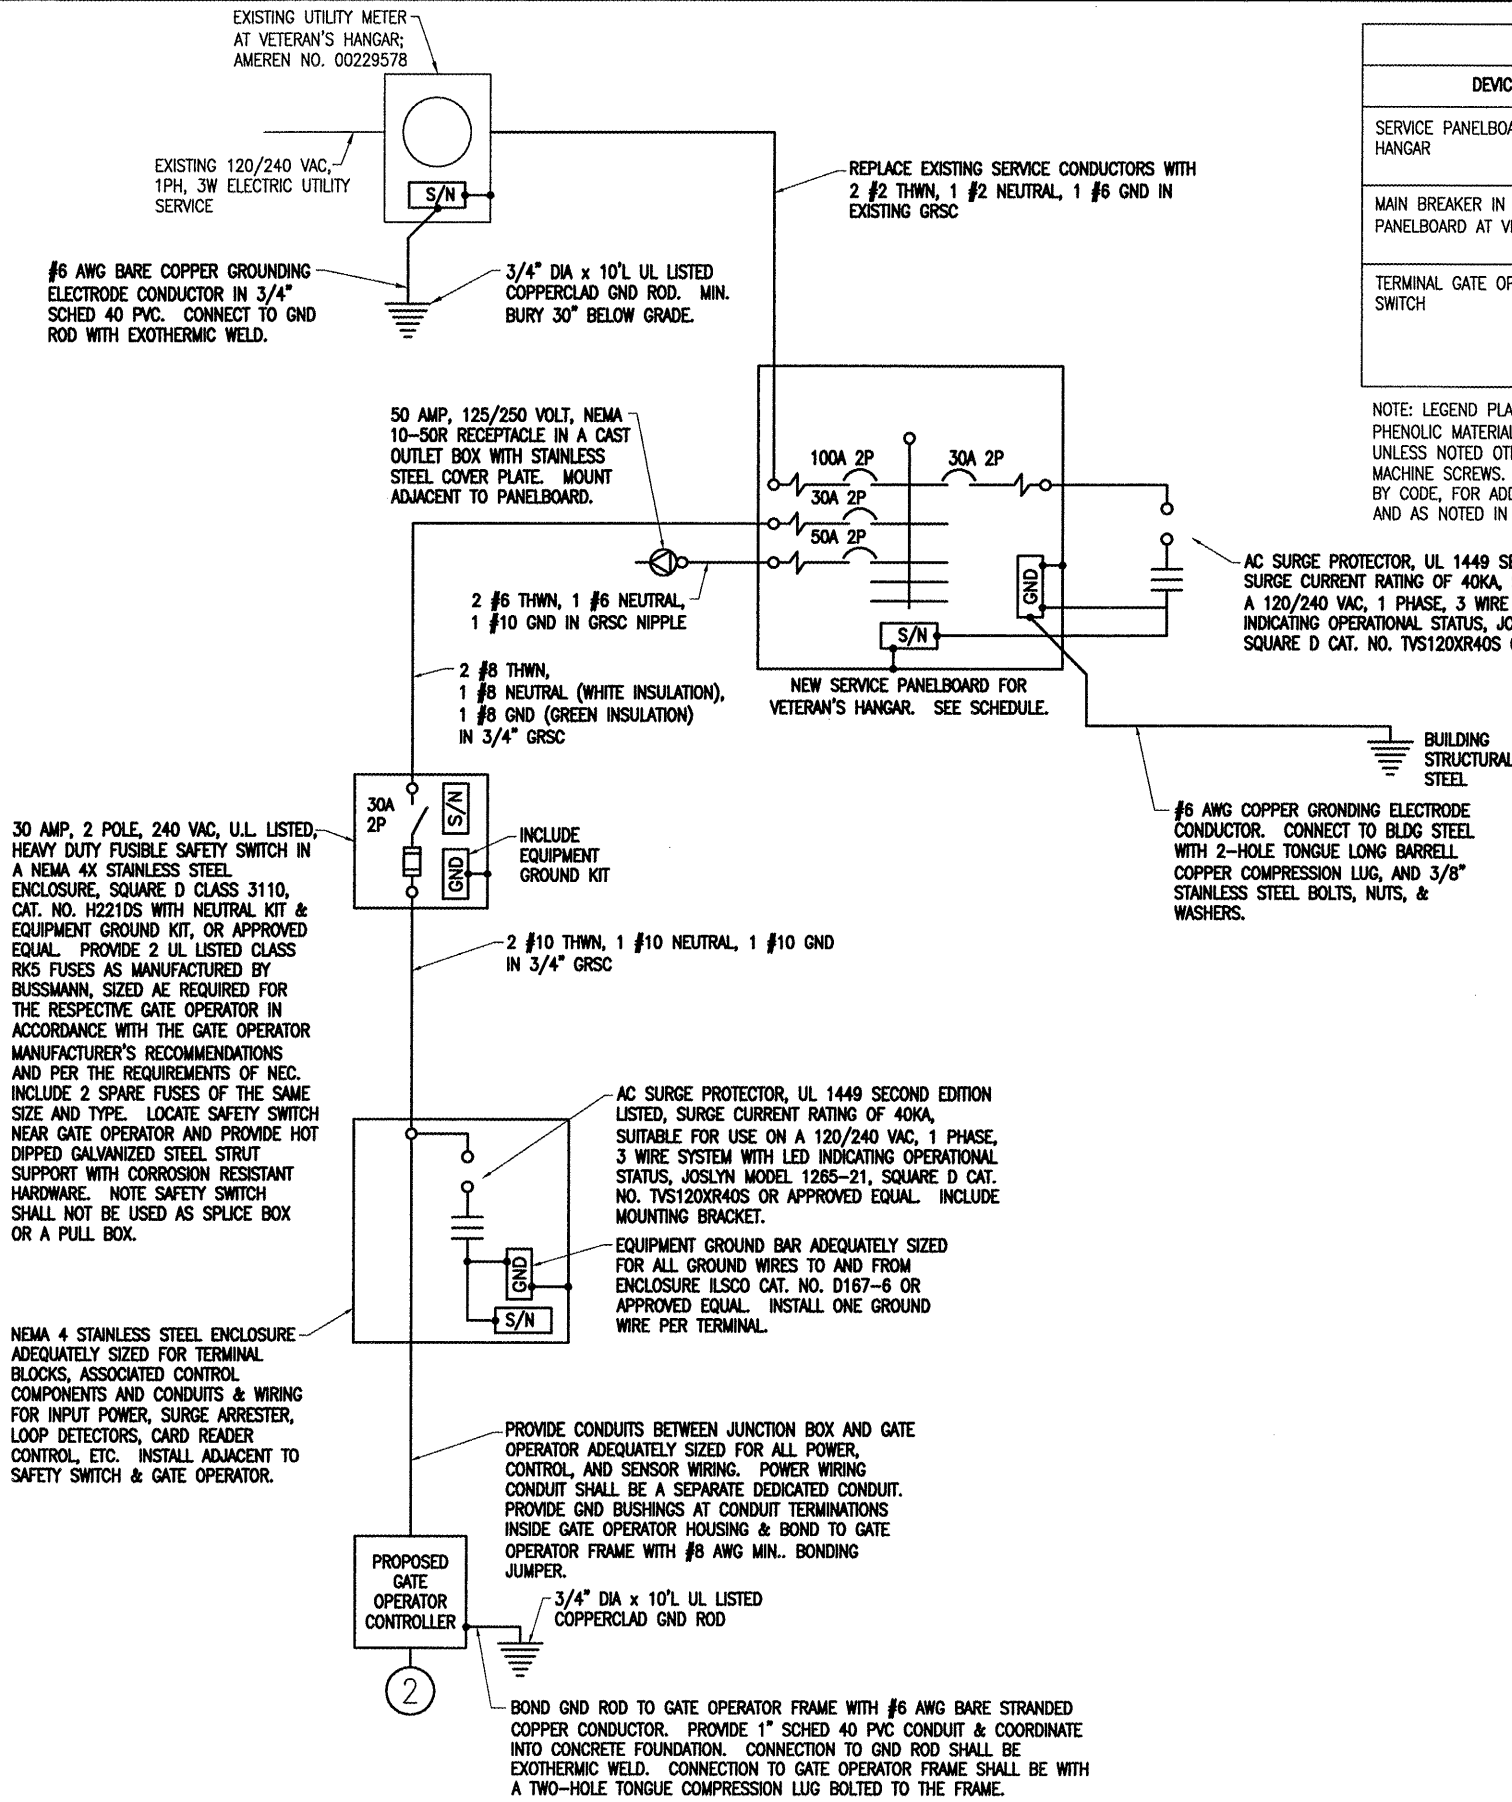 EXISTING UTILITY METER
AT VETERAN'S HANGAR;
AMEREN NO. 00229578
S/N
EXISTING 120/240 VAC,
1PH, 3W ELECTRIC UTILITY
SERVICE
#6 AWG BARE COPPER GROUNDING
ELECTRODE CONDUCTOR IN 3/4"
SCHED 40 PVC. CONNECT TO GND
ROD WITH EXOTHERMIC WELD.
3/4" DIA x 10'L UL LISTED
COPPERCLAD GND ROD. MIN.
BURY 30" BELOW GRADE.
REPLACE EXISTING SERVICE CONDUCTORS WITH
2 #2 THWN, 1 #2 NEUTRAL, 1 #6 GND IN
EXISTING GRSC
DEVIC
SERVICE PANELBOA
HANGAR
MAIN BREAKER IN
PANELBOARD AT V
TERMINAL GATE OP
SWITCH
NOTE: LEGEND PLA
PHENOLIC MATERIAL
UNLESS NOTED OT
MACHINE SCREWS.
BY CODE, FOR ADD
AND AS NOTED IN
50 AMP, 125/250 VOLT, NEMA
10-50R RECEPTACLE IN A CAST
OUTLET BOX WITH STAINLESS
STEEL COVER PLATE. MOUNT
ADJACENT TO PANELBOARD.
100A 2P
30A 2P
30A 2P
50A 2P
GND
S/N
NEW SERVICE PANELBOARD FOR
VETERAN'S HANGAR. SEE SCHEDULE.
AC SURGE PROTECTOR, UL 1449 SE
SURGE CURRENT RATING OF 40KA,
A 120/240 VAC, 1 PHASE, 3 WIRE
INDICATING OPERATIONAL STATUS, JO
SQUARE D CAT. NO. TVS120XR40S
2 #6 THWN, 1 #6 NEUTRAL,
1 #10 GND IN GRSC NIPPLE
2 #8 THWN,
1 #8 NEUTRAL (WHITE INSULATION),
1 #8 GND (GREEN INSULATION)
IN 3/4" GRSC
BUILDING
STRUCTURAL
STEEL
#6 AWG COPPER GRONDING ELECTRODE
CONDUCTOR. CONNECT TO BLDG STEEL
WITH 2-HOLE TONGUE LONG BARRELL
COPPER COMPRESSION LUG, AND 3/8"
STAINLESS STEEL BOLTS, NUTS, &
WASHERS.
30A
2P
S/N
GND
INCLUDE
EQUIPMENT
GROUND KIT
30 AMP, 2 POLE, 240 VAC, U.L. LISTED,
HEAVY DUTY FUSIBLE SAFETY SWITCH IN
A NEMA 4X STAINLESS STEEL
ENCLOSURE, SQUARE D CLASS 3110,
CAT. NO. H221DS WITH NEUTRAL KIT &
EQUIPMENT GROUND KIT, OR APPROVED
EQUAL. PROVIDE 2 UL LISTED CLASS
RK5 FUSES AS MANUFACTURED BY
BUSSMANN, SIZED AE REQUIRED FOR
THE RESPECTIVE GATE OPERATOR IN
ACCORDANCE WITH THE GATE OPERATOR
MANUFACTURER'S RECOMMENDATIONS
AND PER THE REQUIREMENTS OF NEC.
INCLUDE 2 SPARE FUSES OF THE SAME
SIZE AND TYPE. LOCATE SAFETY SWITCH
NEAR GATE OPERATOR AND PROVIDE HOT
DIPPED GALVANIZED STEEL STRUT
SUPPORT WITH CORROSION RESISTANT
HARDWARE. NOTE SAFETY SWITCH
SHALL NOT BE USED AS SPLICE BOX
OR A PULL BOX.
2 #10 THWN, 1 #10 NEUTRAL, 1 #10 GND
IN 3/4" GRSC
AC SURGE PROTECTOR, UL 1449 SECOND EDITION
LISTED, SURGE CURRENT RATING OF 40KA,
SUITABLE FOR USE ON A 120/240 VAC, 1 PHASE,
3 WIRE SYSTEM WITH LED INDICATING OPERATIONAL
STATUS, JOSLYN MODEL 1265-21, SQUARE D CAT.
NO. TVS120XR40S OR APPROVED EQUAL. INCLUDE
MOUNTING BRACKET.
GND
S/N
EQUIPMENT GROUND BAR ADEQUATELY SIZED
FOR ALL GROUND WIRES TO AND FROM
ENCLOSURE ILSCO CAT. NO. D167-6 OR
APPROVED EQUAL. INSTALL ONE GROUND
WIRE PER TERMINAL.
NEMA 4 STAINLESS STEEL ENCLOSURE
ADEQUATELY SIZED FOR TERMINAL
BLOCKS, ASSOCIATED CONTROL
COMPONENTS AND CONDUITS & WIRING
FOR INPUT POWER, SURGE ARRESTER,
LOOP DETECTORS, CARD READER
CONTROL, ETC. INSTALL ADJACENT TO
SAFETY SWITCH & GATE OPERATOR.
PROVIDE CONDUITS BETWEEN JUNCTION BOX AND GATE
OPERATOR ADEQUATELY SIZED FOR ALL POWER,
CONTROL, AND SENSOR WIRING. POWER WIRING
CONDUIT SHALL BE A SEPARATE DEDICATED CONDUIT.
PROVIDE GND BUSHINGS AT CONDUIT TERMINATIONS
INSIDE GATE OPERATOR HOUSING & BOND TO GATE
OPERATOR FRAME WITH #8 AWG MIN.. BONDING
JUMPER.
PROPOSED
GATE
OPERATOR
CONTROLLER
3/4" DIA x 10'L UL LISTED
COPPERCLAD GND ROD
2
BOND GND ROD TO GATE OPERATOR FRAME WITH #6 AWG BARE STRANDED
COPPER CONDUCTOR. PROVIDE 1" SCHED 40 PVC CONDUIT & COORDINATE
INTO CONCRETE FOUNDATION. CONNECTION TO GND ROD SHALL BE
EXOTHERMIC WELD. CONNECTION TO GATE OPERATOR FRAME SHALL BE WITH
A TWO-HOLE TONGUE COMPRESSION LUG BOLTED TO THE FRAME.